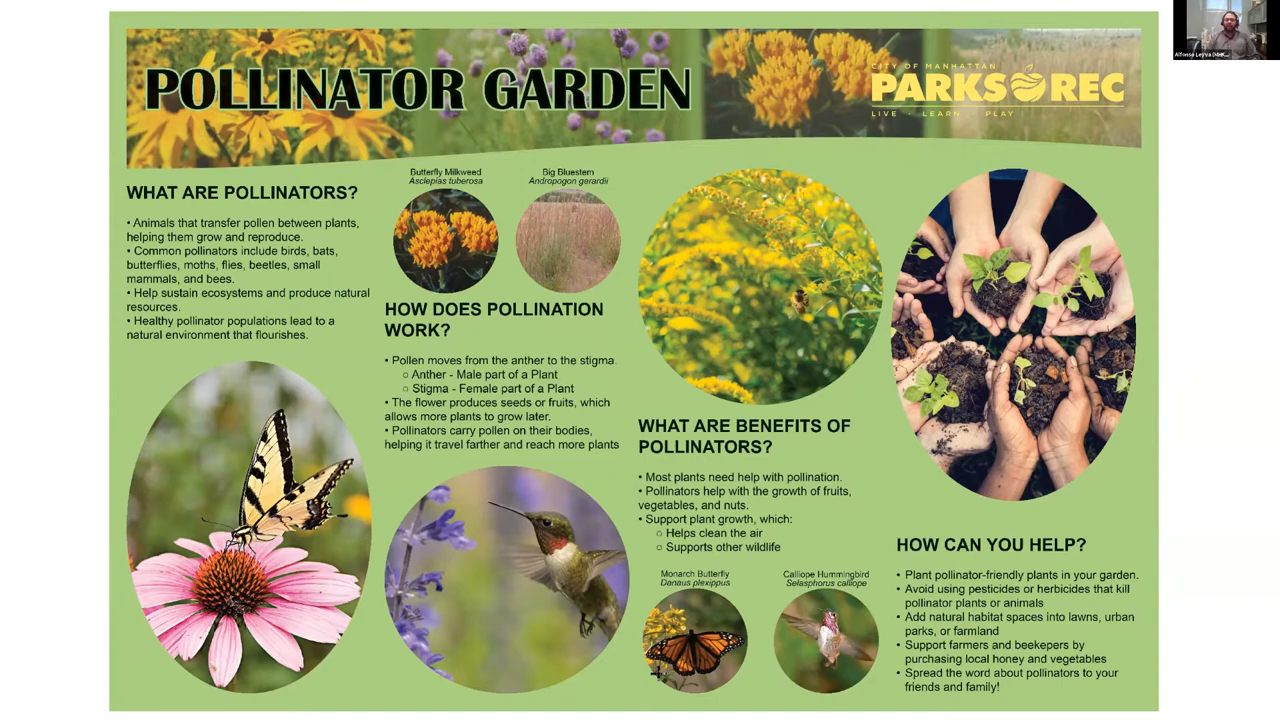 POLLINATOR GARDEN
CITY OF MANHATTAN
PARKS REC
LIVE · LEARN · PLAY
WHAT ARE POLLINATORS?
• Animals that transfer pollen between plants,
helping them grow and reproduce.
• Common pollinators include birds, bats,
butterflies, moths, flies, beetles, small
mammals, and bees.
• Help sustain ecosystems and produce natural
resources.
• Healthy pollinator populations lead to a
natural environment that flourishes.
Butterfly Milkweed
Asclepias tuberosa
Big Bluestem
Andropogon gerardii
HOW DOES POLLINATION
WORK?
• Pollen moves from the anther to the stigma.
○ Anther - Male part of a Plant
○ Stigma - Female part of a Plant
• The flower produces seeds or fruits, which
allows more plants to grow later.
• Pollinators carry pollen on their bodies,
helping it travel farther and reach more plants
WHAT ARE BENEFITS OF
POLLINATORS?
• Most plants need help with pollination.
• Pollinators help with the growth of fruits,
vegetables, and nuts.
• Support plant growth, which:
○ Helps clean the air
○ Supports other wildlife
Monarch Butterfly
Danaus plexippus
Calliope Hummingbird
Selasphorus calliope
HOW CAN YOU HELP?
• Plant pollinator-friendly plants in your garden.
• Avoid using pesticides or herbicides that kill
pollinator plants or animals
• Add natural habitat spaces into lawns, urban
parks, or farmland
• Support farmers and beekepers by
purchasing local honey and vegetables
• Spread the word about pollinators to your
friends and family!
Alfonso Leyva